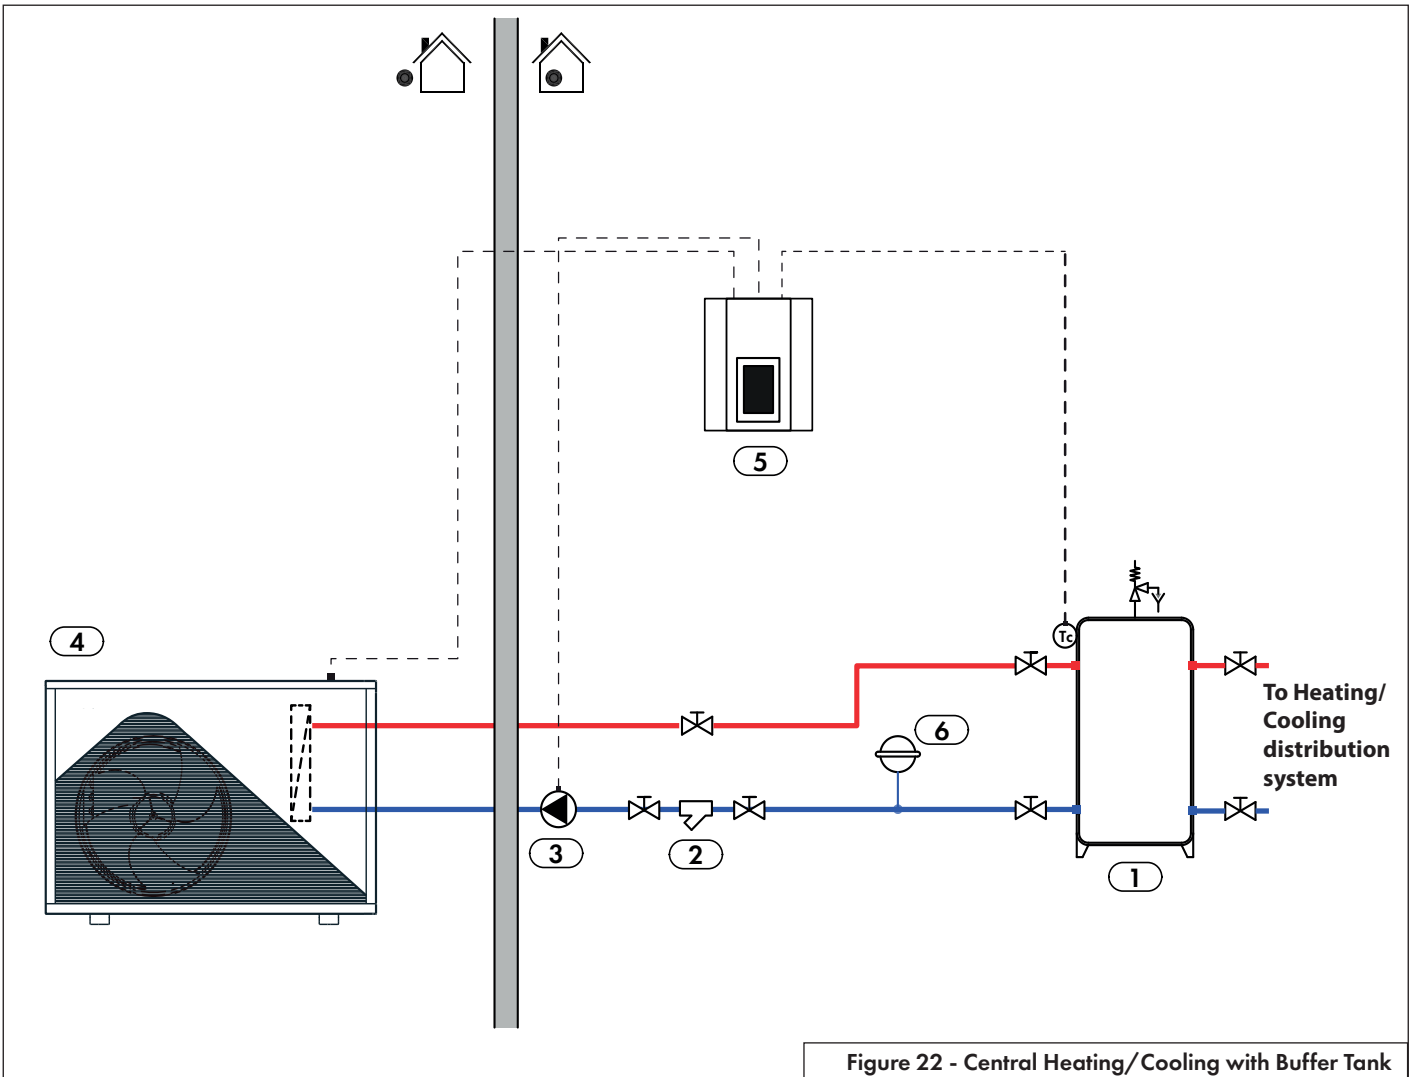 5
4
Tc
To Heating/
Cooling
distribution
system
6
3
2
1
Figure 22 - Central Heating/Cooling with Buffer Tank